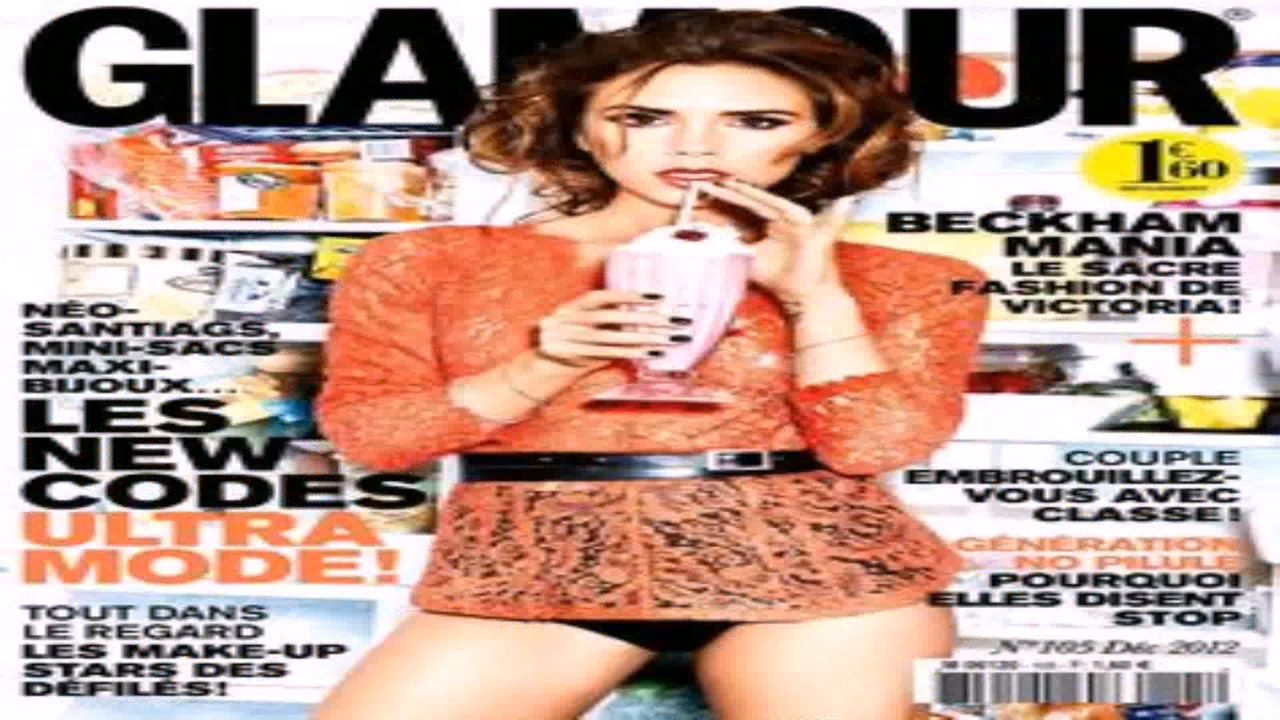 GLAMOUR
1€60
BECKHAM
MANIA
LE SACRE
FASHION DE
VICTORIA!
+
NÉO-
SANTIAGS,
MINI-SACS
MAXI-
BIJOUX...
LES
NEW
CODES
ULTRA
MODE!
TOUT DANS
LE REGARD
LES MAKE-UP
STARS DES
DÉFILÉS!
COUPLE
EMBROUILLEZ-
VOUS AVEC
CLASSE!
GÉNÉRATION
NO PILULE
POURQUOI
ELLES DISENT
STOP
N°105 Déc 2012